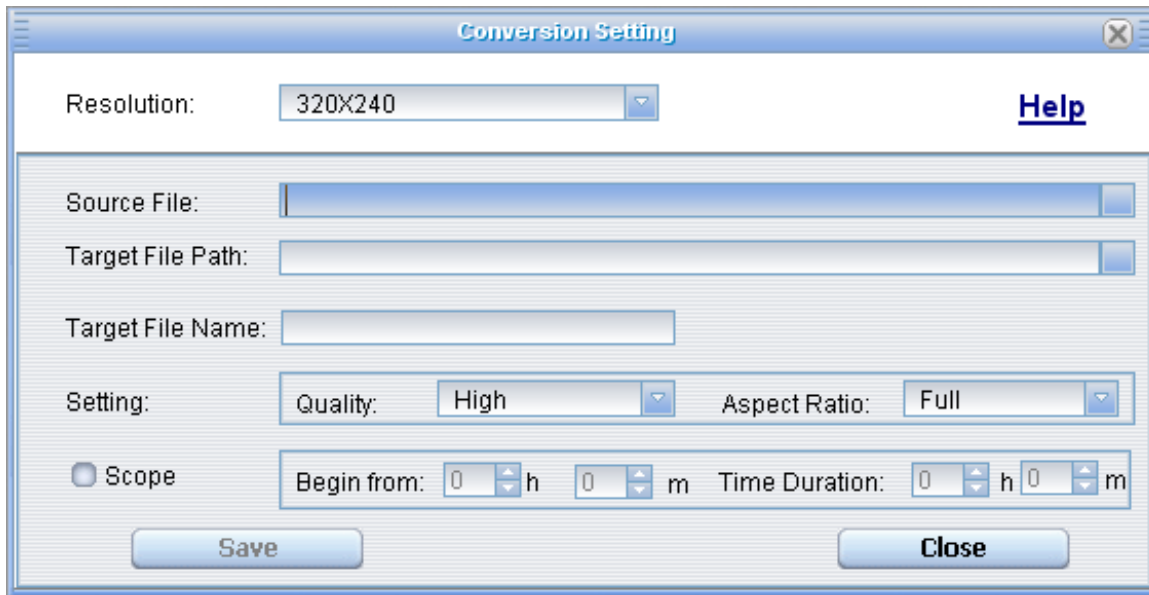 Conversion Setting
Resolution: 320X240 Help
Source File:
Target File Path:
Target File Name:
Setting: Quality: High Aspect Ratio: Full
Scope Begin from: 0 h 0 m Time Duration: 0 h 0 m
Save Close